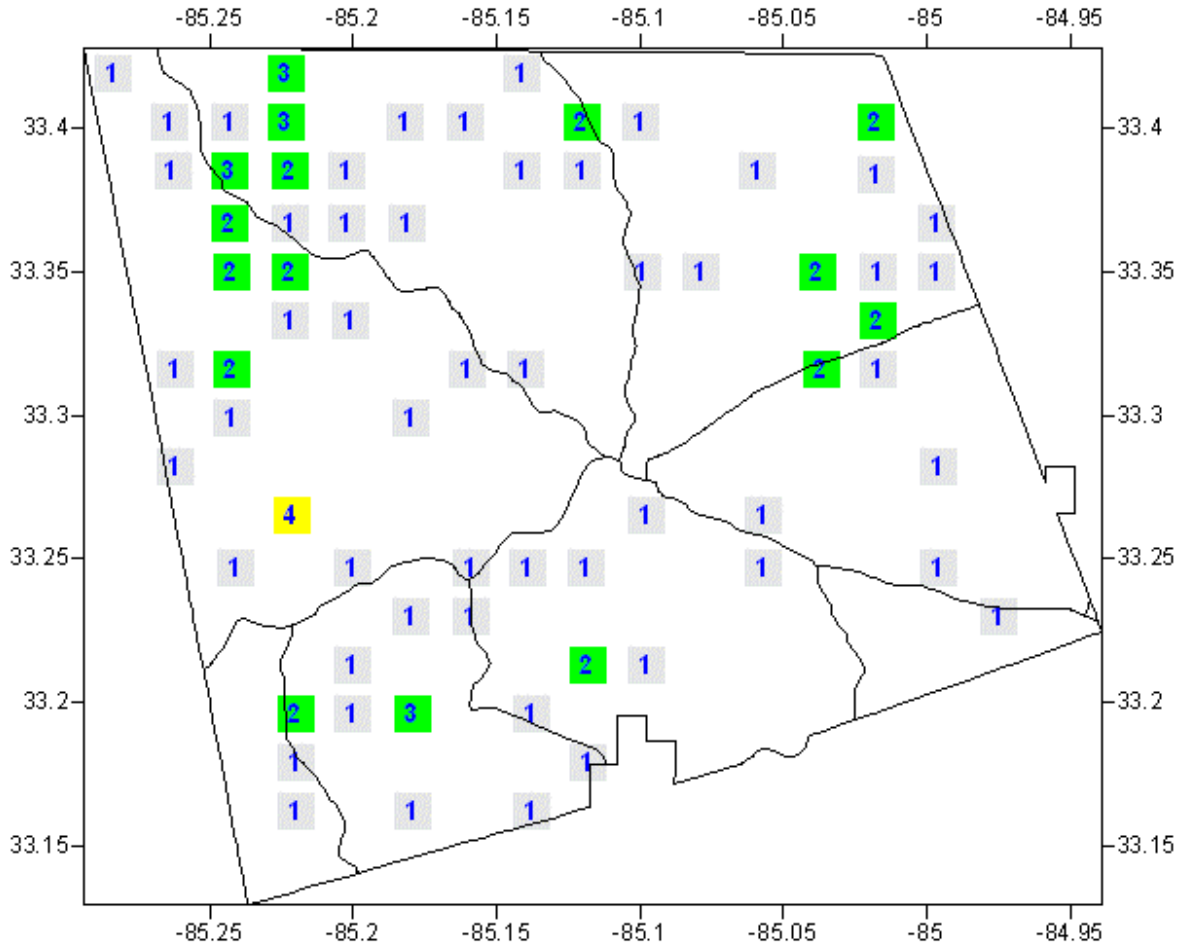 -85.25 -85.2 -85.15 -85.1 -85.05 -85 -84.95
1 3 1
33.4 1 1 3 1 1 2 1 2 33.4
1 3 2 1 1 1 1 1
2 1 1 1 1
33.35 2 2 1 1 2 1 1 33.35
1 1 2
1 2 1 1 2 1
33.3 1 1 33.3
1 1
4 1 1
33.25 1 1 1 1 1 1 1 33.25
1 1 1
1 2 1
33.2 2 1 3 1 33.2
1 1
1 1 1
33.15 33.15
-85.25 -85.2 -85.15 -85.1 -85.05 -85 -84.95